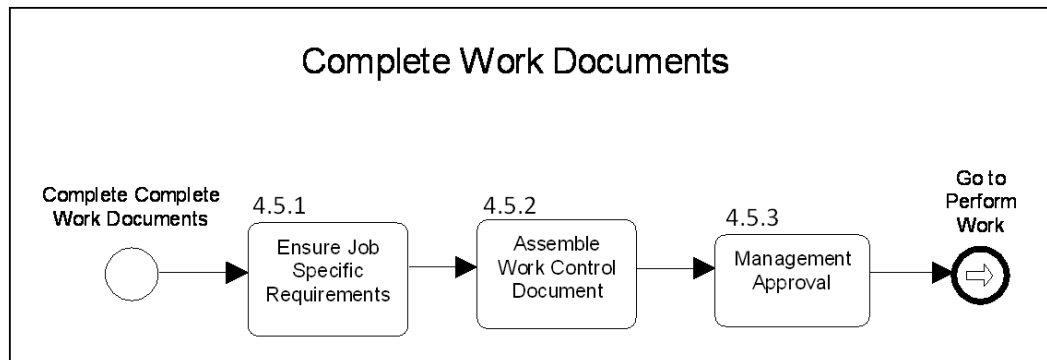 Complete Work Documents
Complete Complete
Work Documents
4.5.1
Ensure Job
Specific
Requirements
4.5.2
Assemble
Work Control
Document
4.5.3
Management
Approval
Go to
Perform
Work